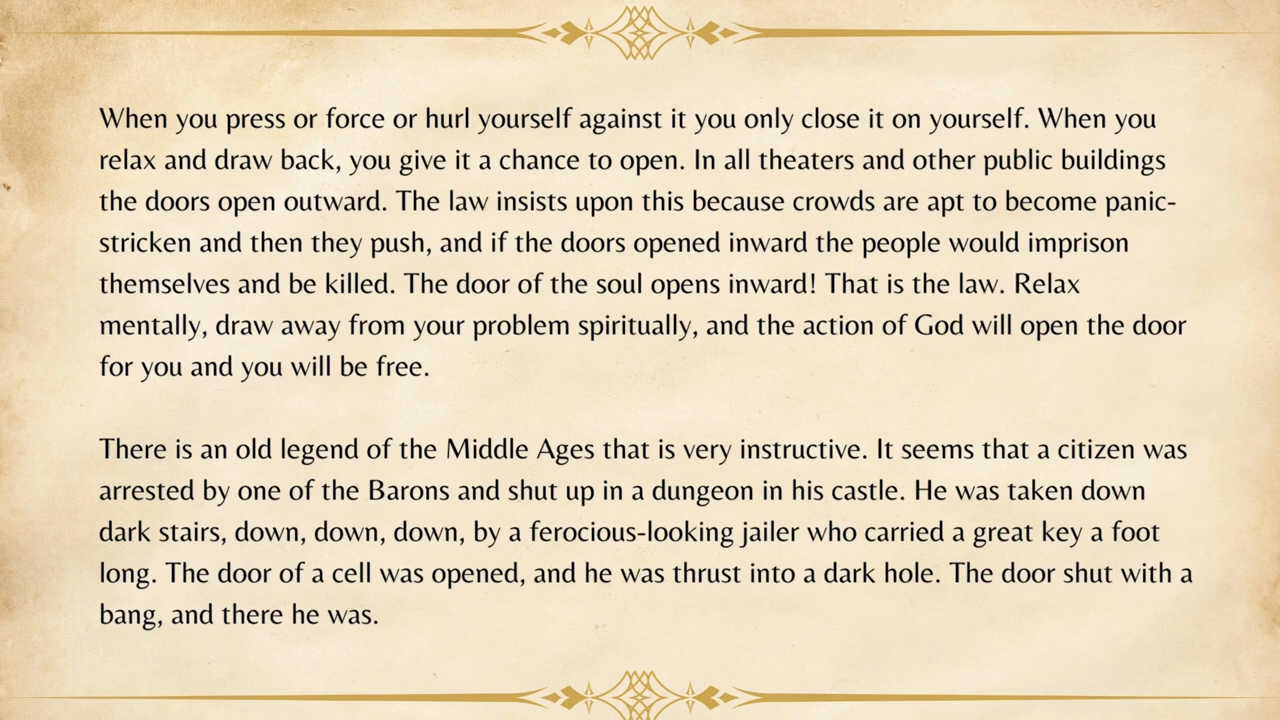 When you press or force or hurl yourself against it you only close it on yourself. When you
relax and draw back, you give it a chance to open. In all theaters and other public buildings
the doors open outward. The law insists upon this because crowds are apt to become panic-
stricken and then they push, and if the doors opened inward the people would imprison
themselves and be killed. The door of the soul opens inward! That is the law. Relax
mentally, draw away from your problem spiritually, and the action of God will open the door
for you and you will be free.
There is an old legend of the Middle Ages that is very instructive. It seems that a citizen was
arrested by one of the Barons and shut up in a dungeon in his castle. He was taken down
dark stairs, down, down, down, by a ferocious-looking jailer who carried a great key a foot
long. The door of a cell was opened, and he was thrust into a dark hole. The door shut with a
bang, and there he was.